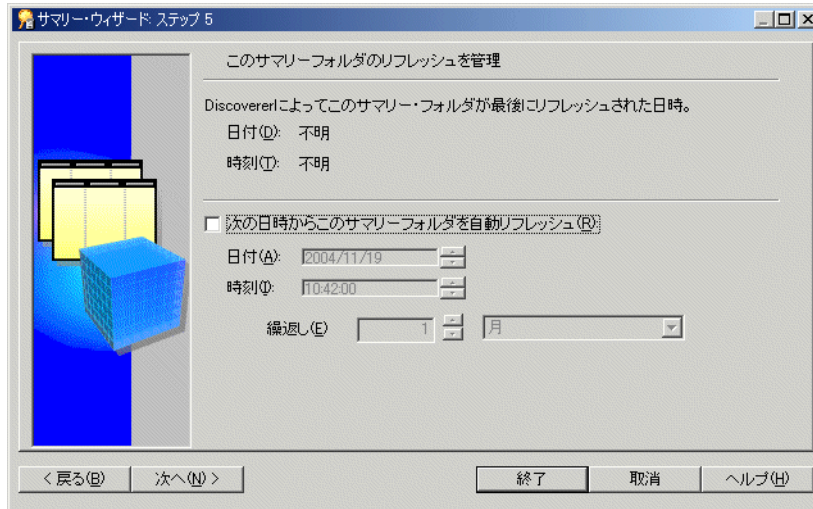 サマリー・ウィザード: ステップ 5
このサマリーフォルダのリフレッシュを管理
Discovererによってこのサマリー・フォルダが最後にリフレッシュされた日時。
日付(D): 不明
時刻(T): 不明
次の日時からこのサマリーフォルダを自動リフレッシュ(R):
日付(A): 2004/11/19
時刻(I): 10:42:00
繰返し(E) 1 月
< 戻る(B) 次へ(N) > 終了 取消 ヘルプ(H)